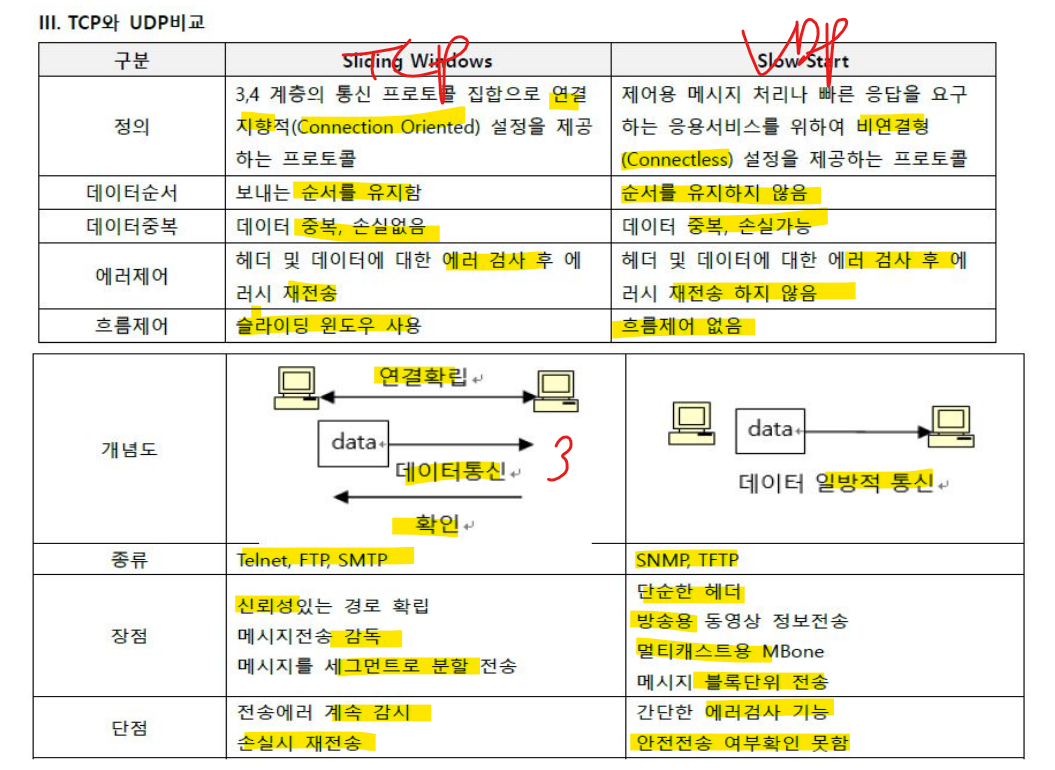 III. TCP와 UDP비교
구분 Sliding Windows Slow Start
TCP UDP
정의
3,4 계층의 통신 프로토콜 집합으로 연결
지향적(Connection Oriented) 설정을 제공
하는 프로토콜
제어용 메시지 처리나 빠른 응답을 요구
하는 응용서비스를 위하여 비연결형
(Connectless) 설정을 제공하는 프로토콜
데이터순서 보내는 순서를 유지함 순서를 유지하지 않음
데이터중복 데이터 중복, 손실없음 데이터 중복, 손실가능
에러제어
헤더 및 데이터에 대한 에러 검사 후 에
러시 재전송
헤더 및 데이터에 대한 에러 검사 후 에
러시 재전송 하지 않음
흐름제어 슬라이딩 윈도우 사용 흐름제어 없음
개념도
연결확립
data
데이터통신
3
확인
data
데이터 일방적 통신
종류 Telnet, FTP, SMTP SNMP, TFTP
장점
신뢰성있는 경로 확립
메시지전송 감독
메시지를 세그먼트로 분할 전송
단순한 헤더
방송용 동영상 정보전송
멀티캐스트용 MBone
메시지 블록단위 전송
단점
전송에러 계속 감시
손실시 재전송
간단한 에러검사 기능
안전전송 여부확인 못함